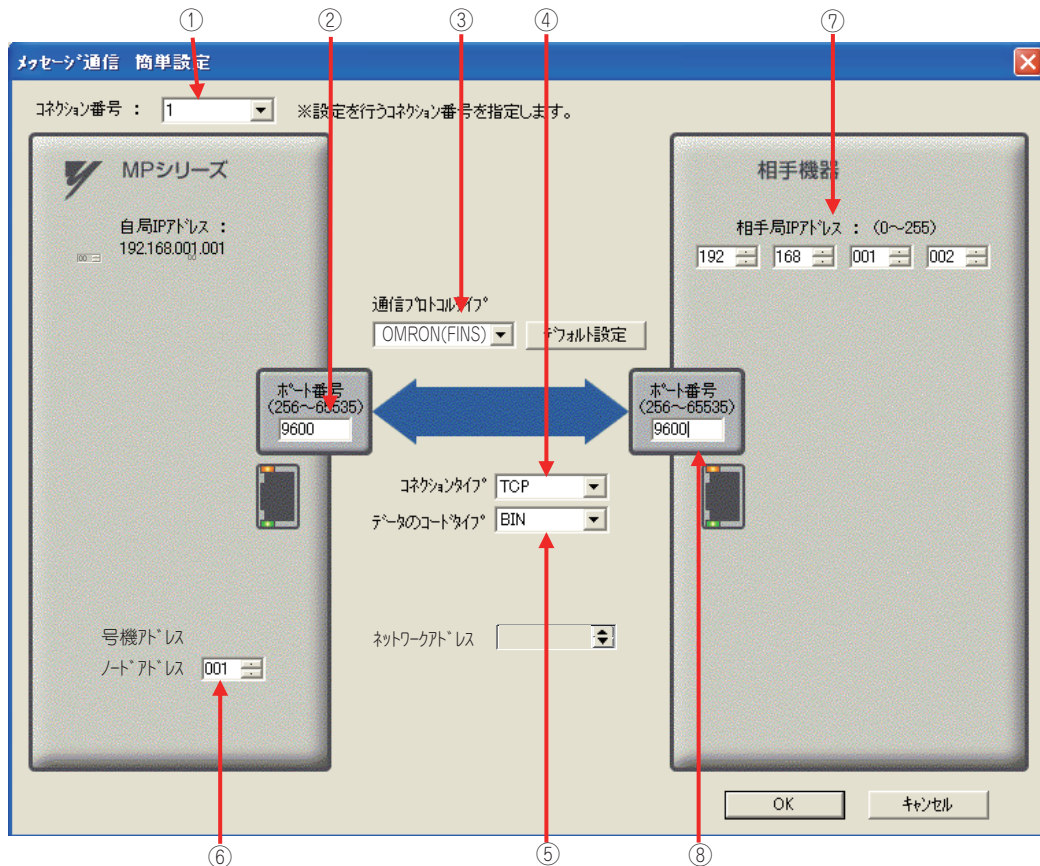 ① ② ③ ④ ⑦
メッセージ通信 簡単設定
コネクション番号 : 1 ※設定を行うコネクション番号を指定します。
MPシリーズ
自局IPアドレス :
192.168.001.001
00
00
相手機器
相手局IPアドレス : (0～255)
192 168 001 002
通信プロトコルタイプ
OMRON(FINS) デフォルト設定
ポート番号
(256～65535)
9600
ポート番号
(256～65535)
9600
コネクションタイプ TCP
データのコードタイプ BIN
号機アドレス
ノードアドレス 001
ネットワークアドレス
OK キャンセル
⑥ ⑤ ⑧